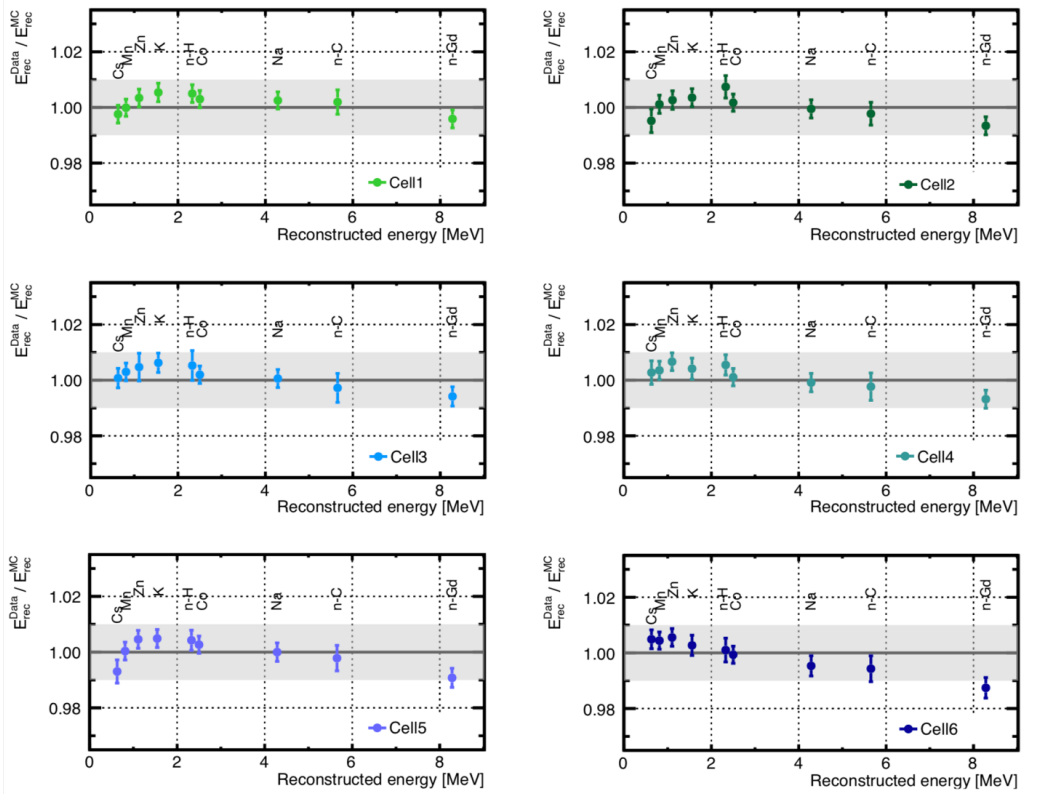 E_rec^Data / E_rec^MC
1.02
1.00
0.98
Cs
Mn
Zn
K
n-H
Co
Na
n-C
n-Gd
Cell1
0 2 4 6 8
Reconstructed energy [MeV]
E_rec^Data / E_rec^MC
1.02
1.00
0.98
Cs
Mn
Zn
K
n-H
Co
Na
n-C
n-Gd
Cell2
0 2 4 6 8
Reconstructed energy [MeV]
E_rec^Data / E_rec^MC
1.02
1.00
0.98
Cs
Mn
Zn
K
n-H
Co
Na
n-C
n-Gd
Cell3
0 2 4 6 8
Reconstructed energy [MeV]
E_rec^Data / E_rec^MC
1.02
1.00
0.98
Cs
Mn
Zn
K
n-H
Co
Na
n-C
n-Gd
Cell4
0 2 4 6 8
Reconstructed energy [MeV]
E_rec^Data / E_rec^MC
1.02
1.00
0.98
Cs
Mn
Zn
K
n-H
Co
Na
n-C
n-Gd
Cell5
0 2 4 6 8
Reconstructed energy [MeV]
E_rec^Data / E_rec^MC
1.02
1.00
0.98
Cs
Mn
Zn
K
n-H
Co
Na
n-C
n-Gd
Cell6
0 2 4 6 8
Reconstructed energy [MeV]